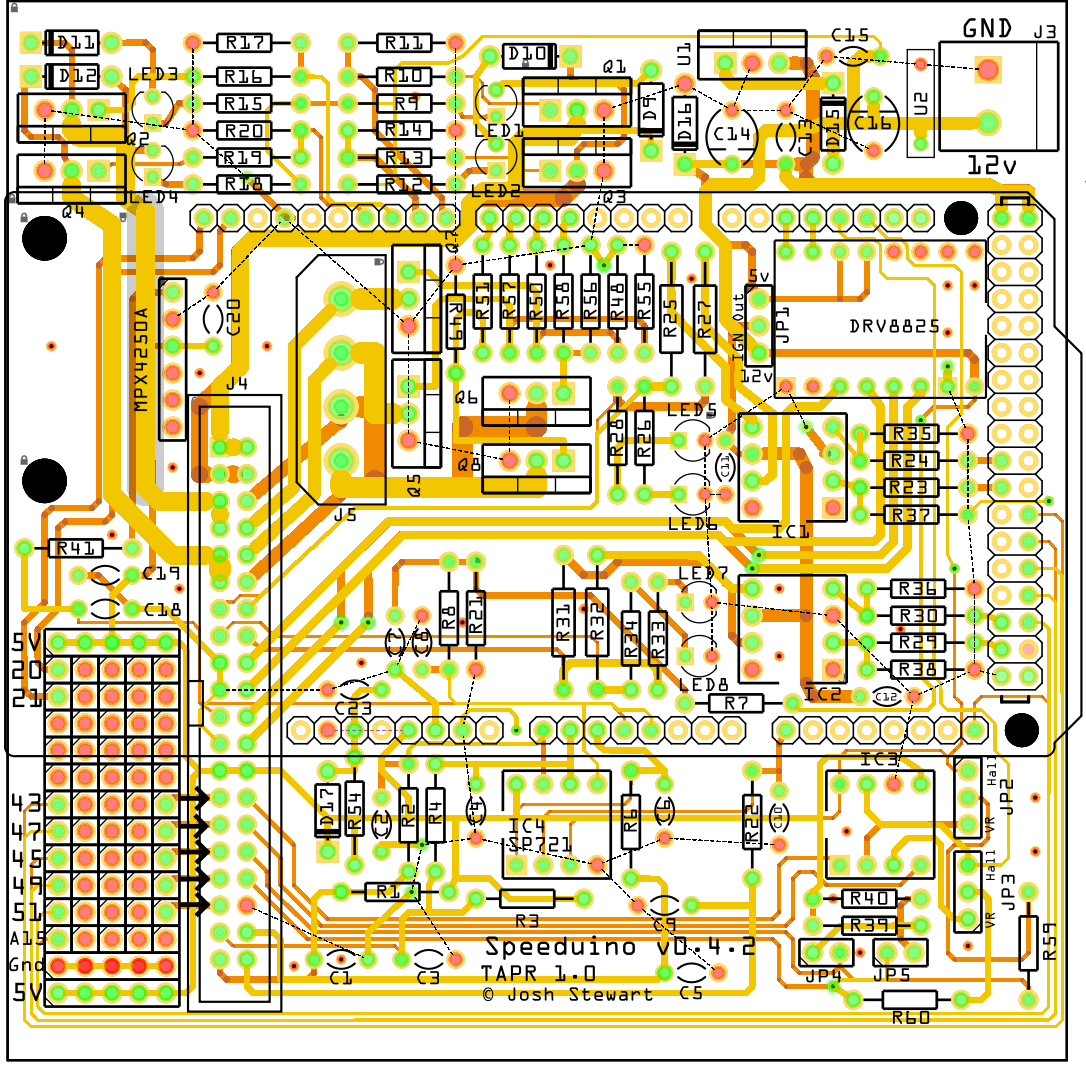 D11 R17 R11 D10 U1 C15 GND J3
D12 LED3 R16 R10 Q1
R15 R9 D9 D16 U2
Q2 R20 LED1 R14 C14 C13 D15 C16
R19 R13
R18 LED2 R12 12v
LED4
Q4 Q3
R51 R57 R50 R58 R56 R48 R55
5v
MPX4250A C20 R49 R25 R27 IGN Out JP1 DRV8825
J4 12v
Q6 LED5
R28 R26 R35
Q8 C11 R24
Q5 R23
J5 LED6 IC1 R37
R41
C19 LED7
C18 R8 R21 R31 R32 R34 R33 R36
5V R30
20 R29
21 R38
C23 LED8 R7 IC2 C12
IC3
Hall
JP2
43 D17 R54 C2 R2 R4 C4 IC4 R6 C6 R22 C10 VR
47 SP721
45 Hall
49 R1 JP3
51 R3 R40 VR
A15 C9 R39 R59
Gnd Speeduino v0.4.2
5V C1 C3 TAPR 1.0 C5 JP4 JP5
© Josh Stewart R60